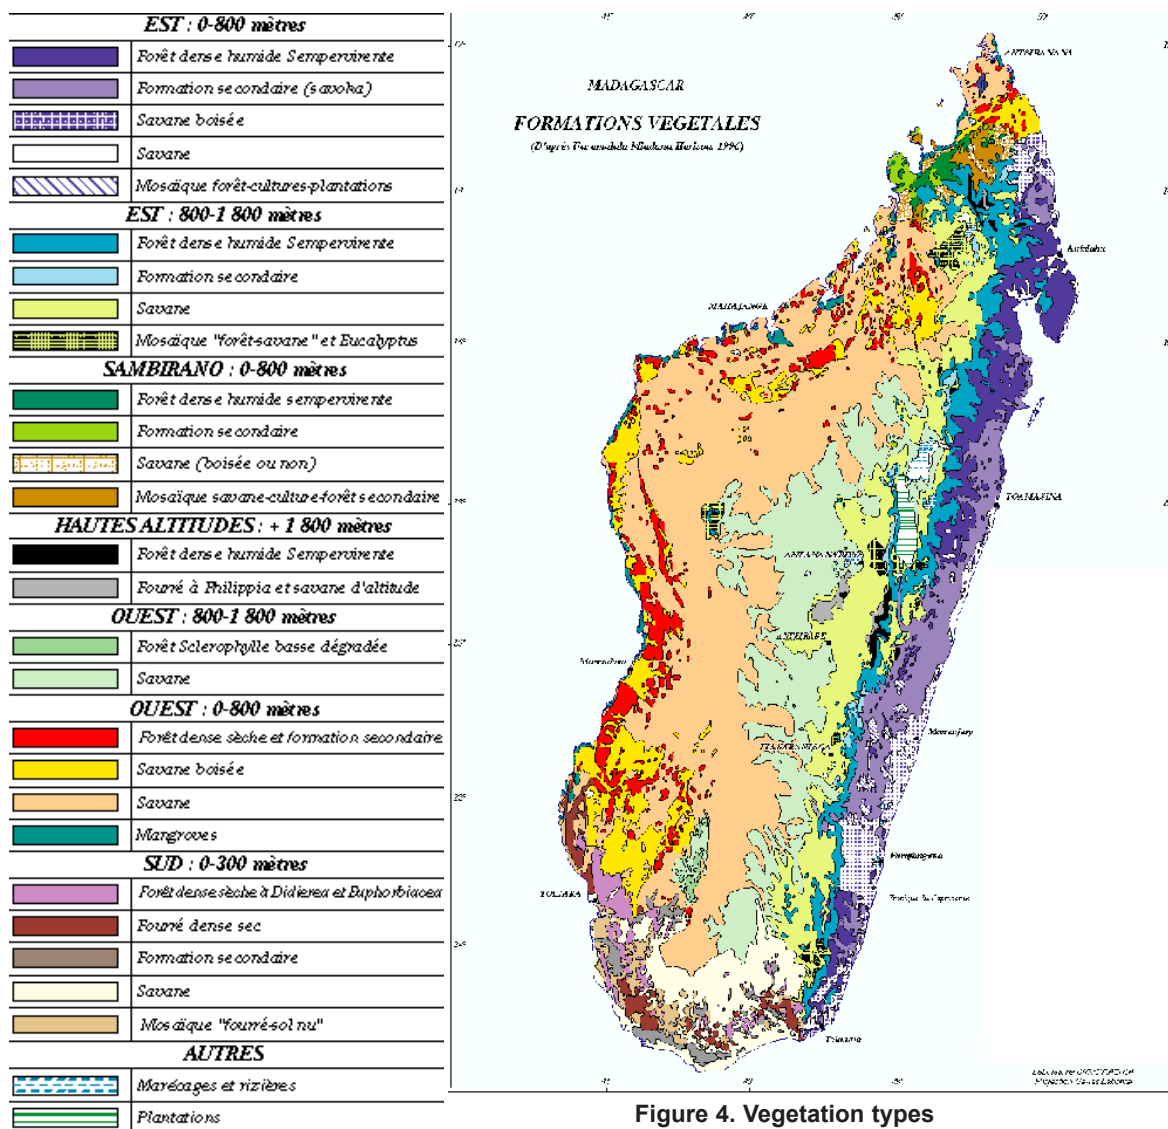 EST : 0-800 mètres
Forêt dense humide Sempervirente
Formation secondaire (savoka)
Savane boisée
Savane
Mosaïque forêt-cultures-plantations
EST : 800-1 800 mètres
Forêt dense humide Sempervirente
Formation secondaire
Savane
Mosaïque "forêt-savane" et Eucalyptus
SAMBIRANO : 0-800 mètres
Forêt dense humide sempervirente
Formation secondaire
Savane (boisée ou non)
Mosaïque savane-culture-forêt secondaire
HAUTES ALTITUDES : + 1 800 mètres
Forêt dense humide Sempervirente
Fourré à Philippia et savane d'altitude
OUEST : 800-1 800 mètres
Forêt Sclerophylle basse dégradée
Savane
OUEST : 0-800 mètres
Forêt dense sèche et formation secondaire
Savane boisée
Savane
Mangroves
SUD : 0-300 mètres
Forêt dense sèche à Didierea et Euphorbiacea
Fourré dense sec
Formation secondaire
Savane
Mosaïque "fourré-sol nu"
AUTRES
Marécages et rizières
Plantations
MADAGASCAR
FORMATIONS VEGETALES
(D'après
1996)
ANTSIRANANA
Antalaha
MAHAJANGA
TOAMASINA
ANTANANARIVO
ANTSIRABE
Morondava
Mananjary
TOLIARA
Figure 4. Vegetation types